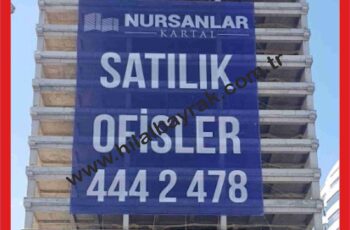 NURSANLAR
KARTAL
SATILIK
OFİSLER
444 2 478
www.hilalbayrak.com.tr